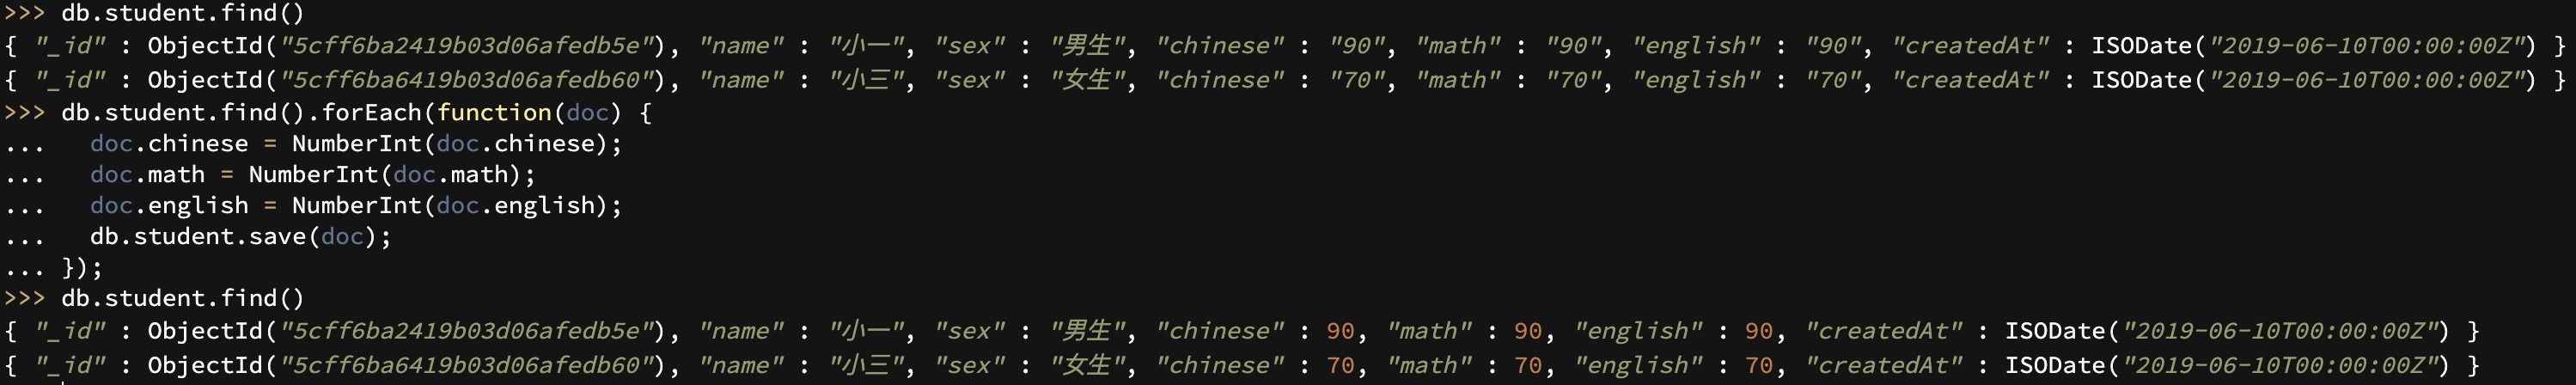 >>> db.student.find()
{ "_id" : ObjectId("5cff6ba2419b03d06afedb5e"), "name" : "小一", "sex" : "男生", "chinese" : "90", "math" : "90", "english" : "90", "createdAt" : ISODate("2019-06-10T00:00:00Z") }
{ "_id" : ObjectId("5cff6ba6419b03d06afedb60"), "name" : "小三", "sex" : "女生", "chinese" : "70", "math" : "70", "english" : "70", "createdAt" : ISODate("2019-06-10T00:00:00Z") }
>>> db.student.find().forEach(function(doc) {
...   doc.chinese = NumberInt(doc.chinese);
...   doc.math = NumberInt(doc.math);
...   doc.english = NumberInt(doc.english);
...   db.student.save(doc);
... });
>>> db.student.find()
{ "_id" : ObjectId("5cff6ba2419b03d06afedb5e"), "name" : "小一", "sex" : "男生", "chinese" : 90, "math" : 90, "english" : 90, "createdAt" : ISODate("2019-06-10T00:00:00Z") }
{ "_id" : ObjectId("5cff6ba6419b03d06afedb60"), "name" : "小三", "sex" : "女生", "chinese" : 70, "math" : 70, "english" : 70, "createdAt" : ISODate("2019-06-10T00:00:00Z") }